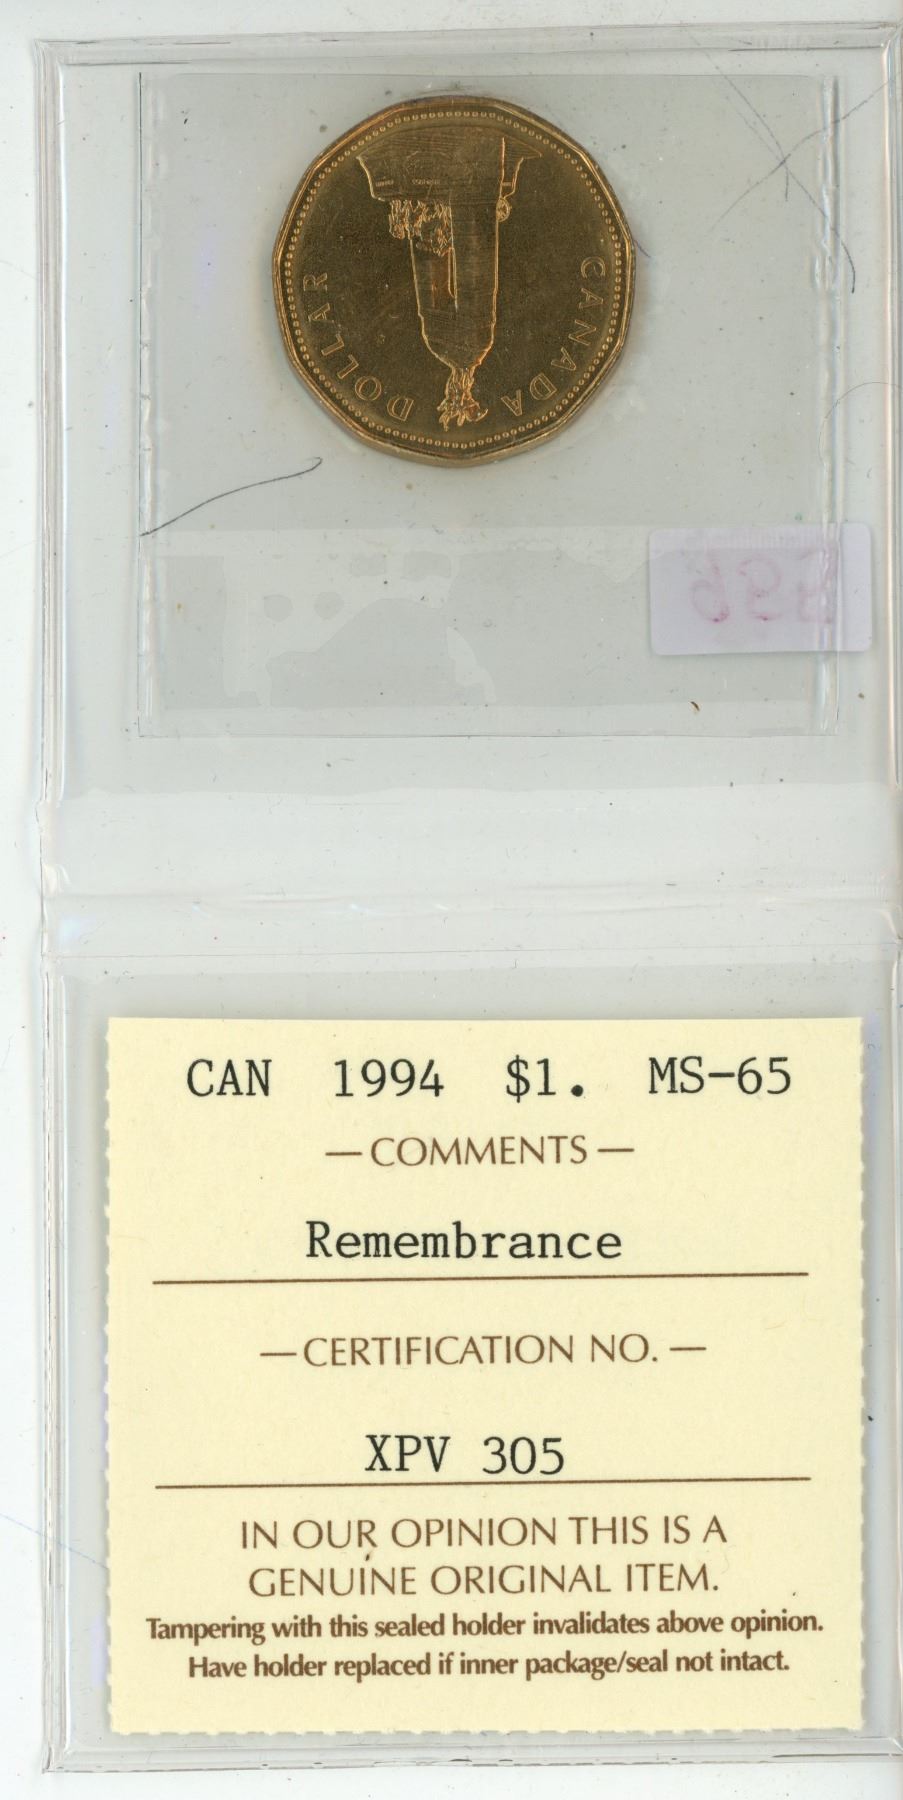 CANADA
DOLLAR
CAN 1994 $1. MS-65
— COMMENTS —
Remembrance
— CERTIFICATION NO. —
XPV 305
IN OUR OPINION THIS IS A
GENUINE ORIGINAL ITEM.
Tampering with this sealed holder invalidates above opinion.
Have holder replaced if inner package/seal not intact.